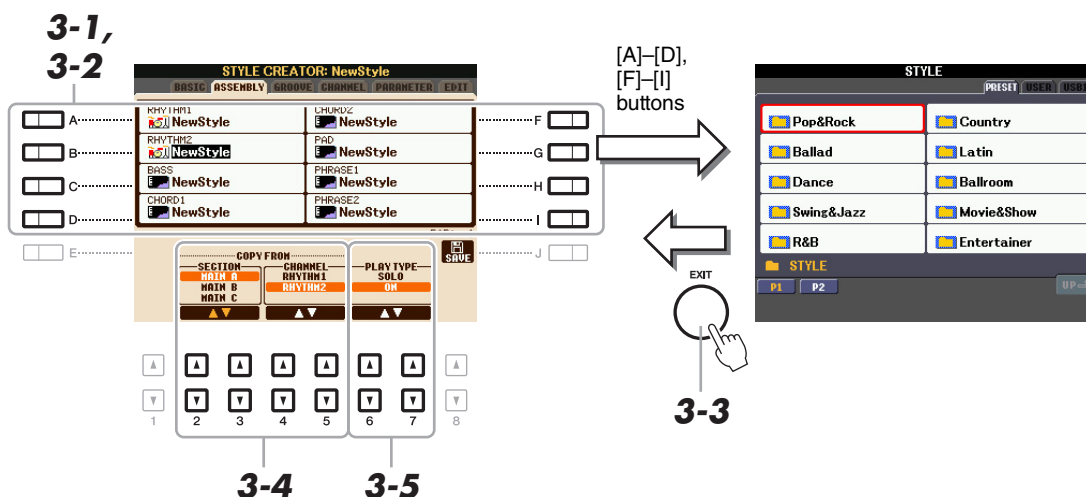 3-1,
3-2
[A]–[D],
[F]–[I]
buttons
STYLE CREATOR: NewStyle
BASIC ASSEMBLY GROOVE CHANNEL PARAMETER EDIT
A
RHYTHM1
NewStyle
CHORD2
NewStyle
F
B
RHYTHM2
NewStyle
PAD
NewStyle
G
C
BASS
NewStyle
PHRASE1
NewStyle
H
D
CHORD1
NewStyle
PHRASE2
NewStyle
I
E
J
SAVE
COPY FROM
SECTION
MAIN A
MAIN B
MAIN C
CHANNEL
RHYTHM1
RHYTHM2
PLAY TYPE
SOLO
ON
1 2 3 4 5 6 7 8
3-4
3-5
EXIT
3-3
STYLE
PRESET USER USB1
Pop&Rock
Country
Ballad
Latin
Dance
Ballroom
Swing&Jazz
Movie&Show
R&B
Entertainer
STYLE
P1 P2
UP